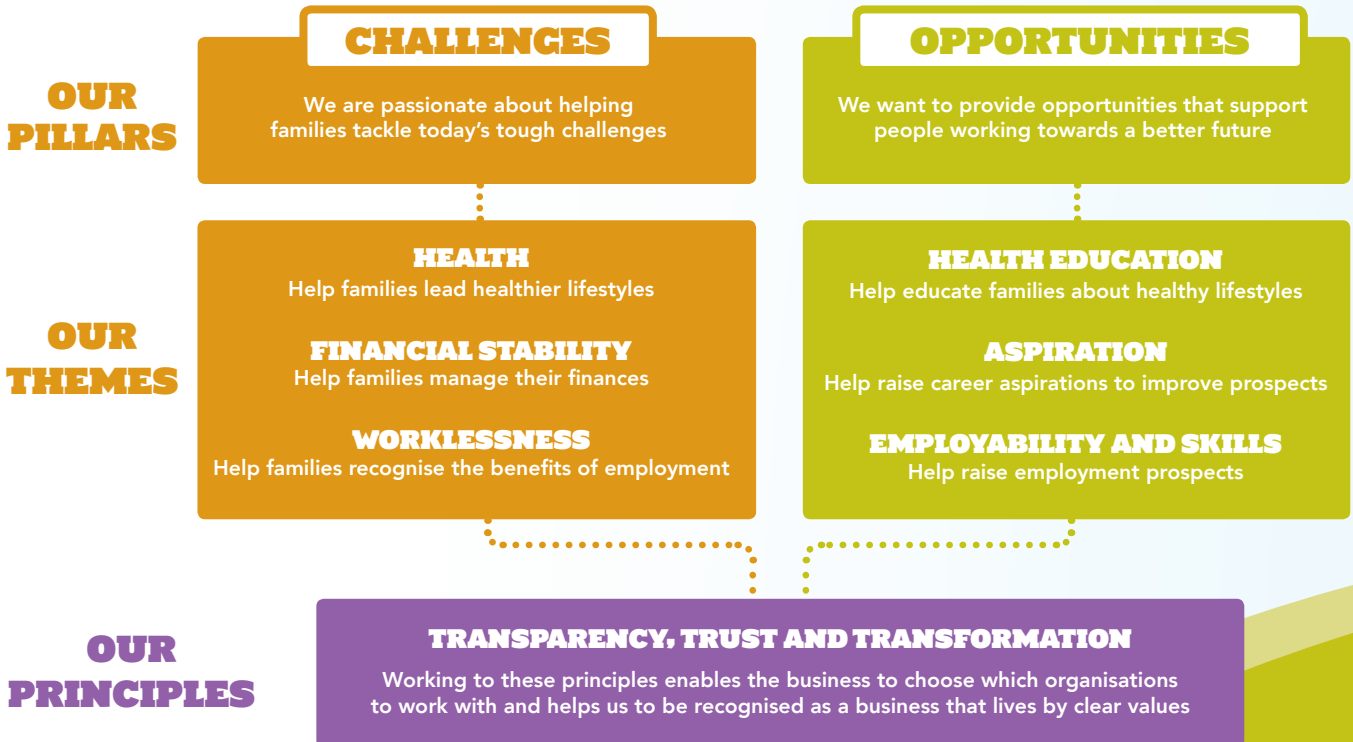 OUR
PILLARS
CHALLENGES
We are passionate about helping
families tackle today's tough challenges
OPPORTUNITIES
We want to provide opportunities that support
people working towards a better future
OUR
THEMES
HEALTH
Help families lead healthier lifestyles
FINANCIAL STABILITY
Help families manage their finances
WORKLESSNESS
Help families recognise the benefits of employment
HEALTH EDUCATION
Help educate families about healthy lifestyles
ASPIRATION
Help raise career aspirations to improve prospects
EMPLOYABILITY AND SKILLS
Help raise employment prospects
OUR
PRINCIPLES
TRANSPARENCY, TRUST AND TRANSFORMATION
Working to these principles enables the business to choose which organisations
to work with and helps us to be recognised as a business that lives by clear values